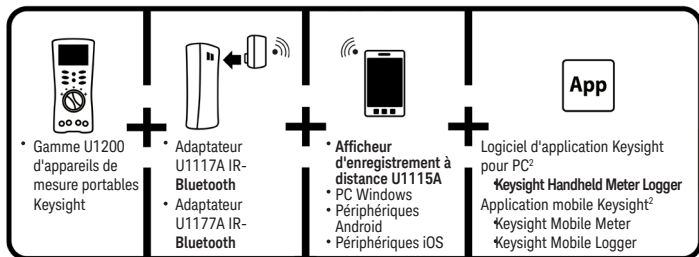 App
• Gamme U1200
d'appareils de
mesure portables
Keysight
• Adaptateur
U1117A IR-
Bluetooth
• Adaptateur
U1177A IR-
Bluetooth
• Afficheur
d'enregistrement à
distance U1115A
• PC Windows
• Périphériques
Android
• Périphériques iOS
Logiciel d'application Keysight
pour PC²
•Keysight Handheld Meter Logger
Application mobile Keysight²
•Keysight Mobile Meter
•Keysight Mobile Logger